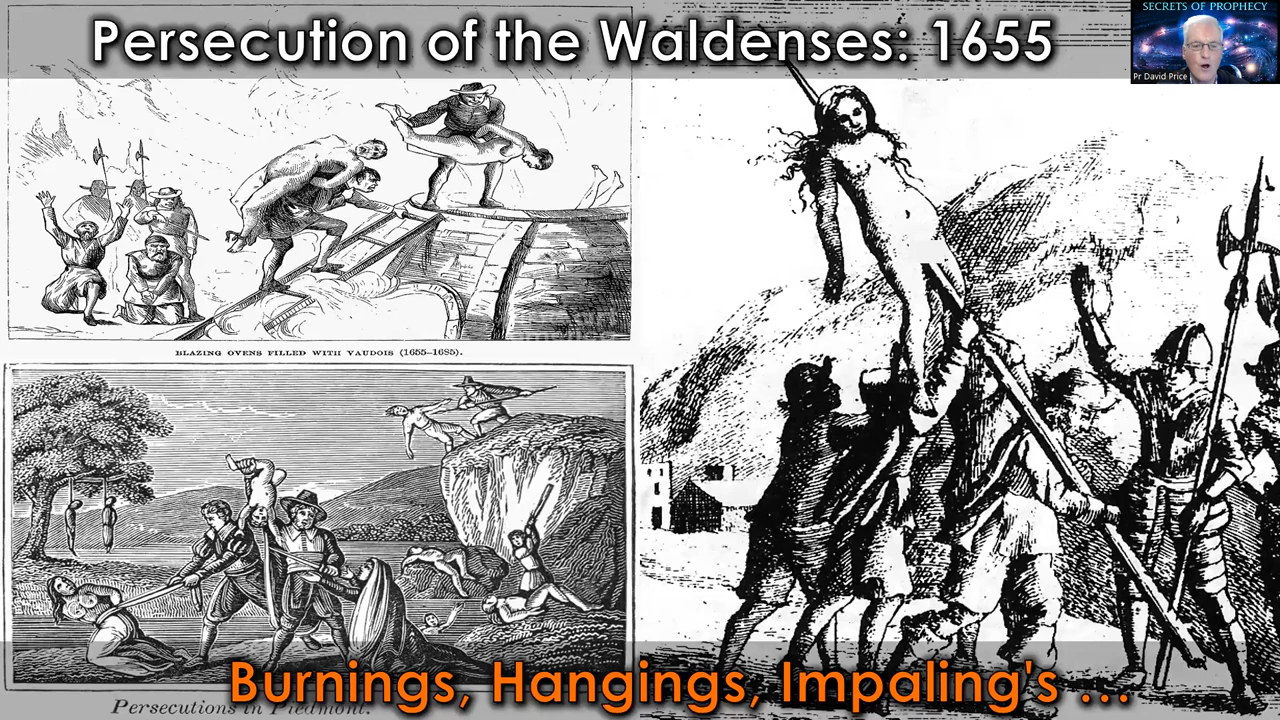 Persecution of the Waldenses: 1655
SECRETS OF PROPHECY
Pr David Price
BLAZING OVENS FILLED WITH VAUDOIS (1655–1685).
Persecutions in Piedmont.
Burnings, Hangings, Impaling's ...